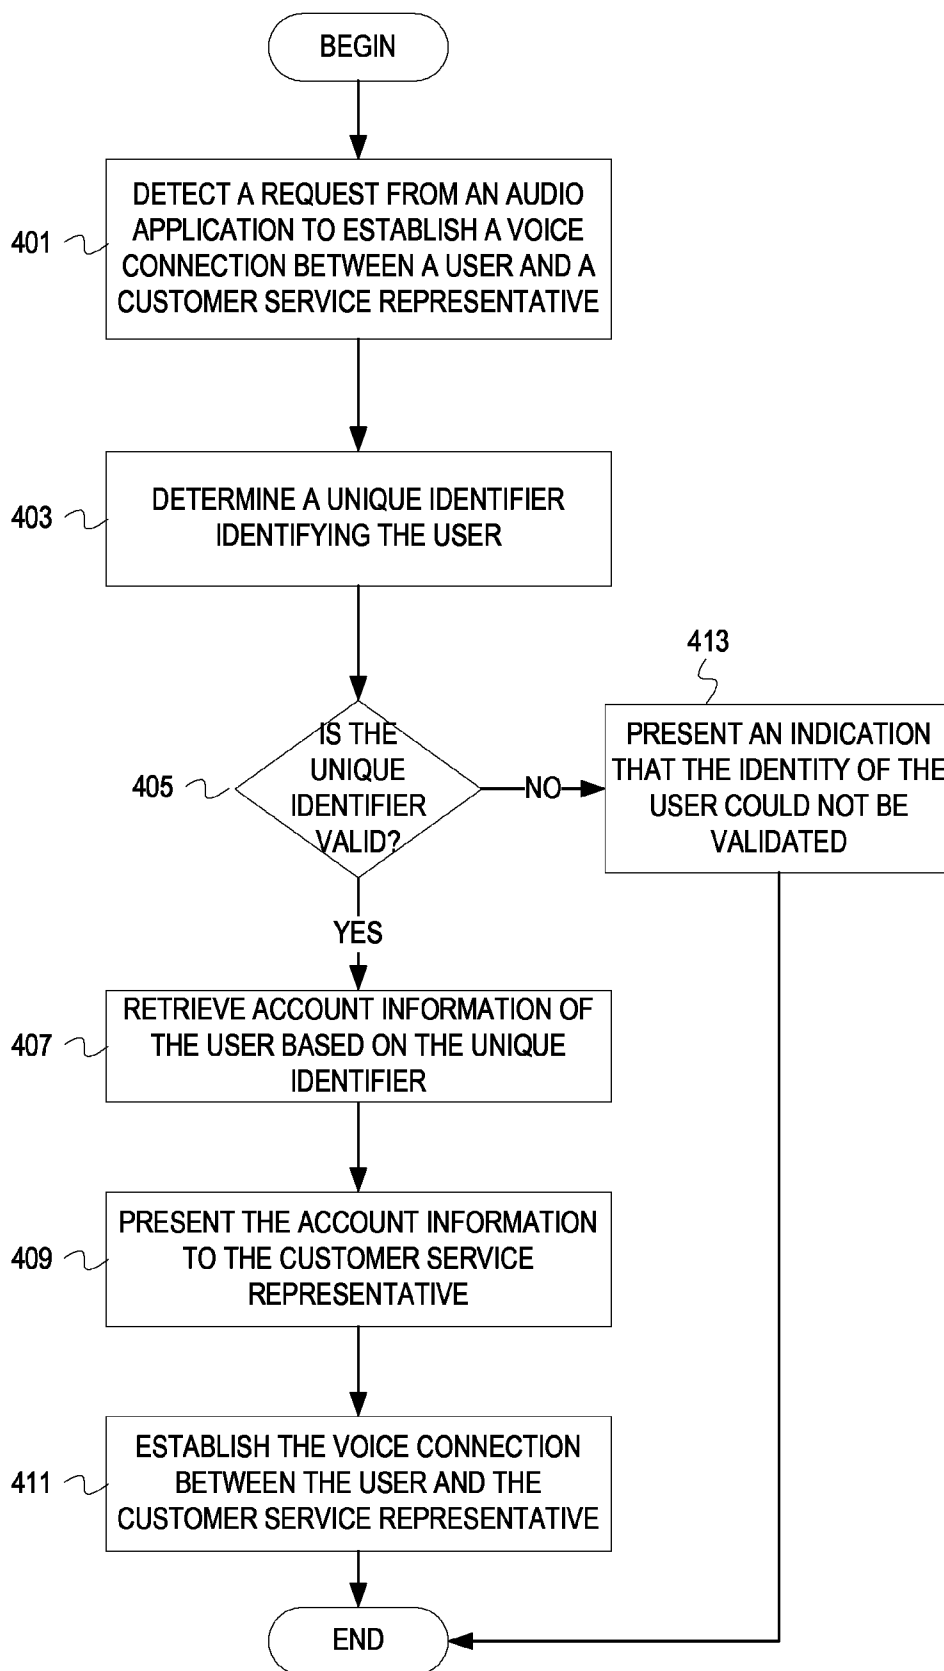 BEGIN
DETECT A REQUEST FROM AN AUDIO
APPLICATION TO ESTABLISH A VOICE
CONNECTION BETWEEN A USER AND A
CUSTOMER SERVICE REPRESENTATIVE
401
DETERMINE A UNIQUE IDENTIFIER
IDENTIFYING THE USER
403
IS THE
UNIQUE
IDENTIFIER
VALID?
405
NO
413
PRESENT AN INDICATION
THAT THE IDENTITY OF THE
USER COULD NOT BE
VALIDATED
YES
RETRIEVE ACCOUNT INFORMATION OF
THE USER BASED ON THE UNIQUE
IDENTIFIER
407
PRESENT THE ACCOUNT INFORMATION
TO THE CUSTOMER SERVICE
REPRESENTATIVE
409
ESTABLISH THE VOICE CONNECTION
BETWEEN THE USER AND THE
CUSTOMER SERVICE REPRESENTATIVE
411
END